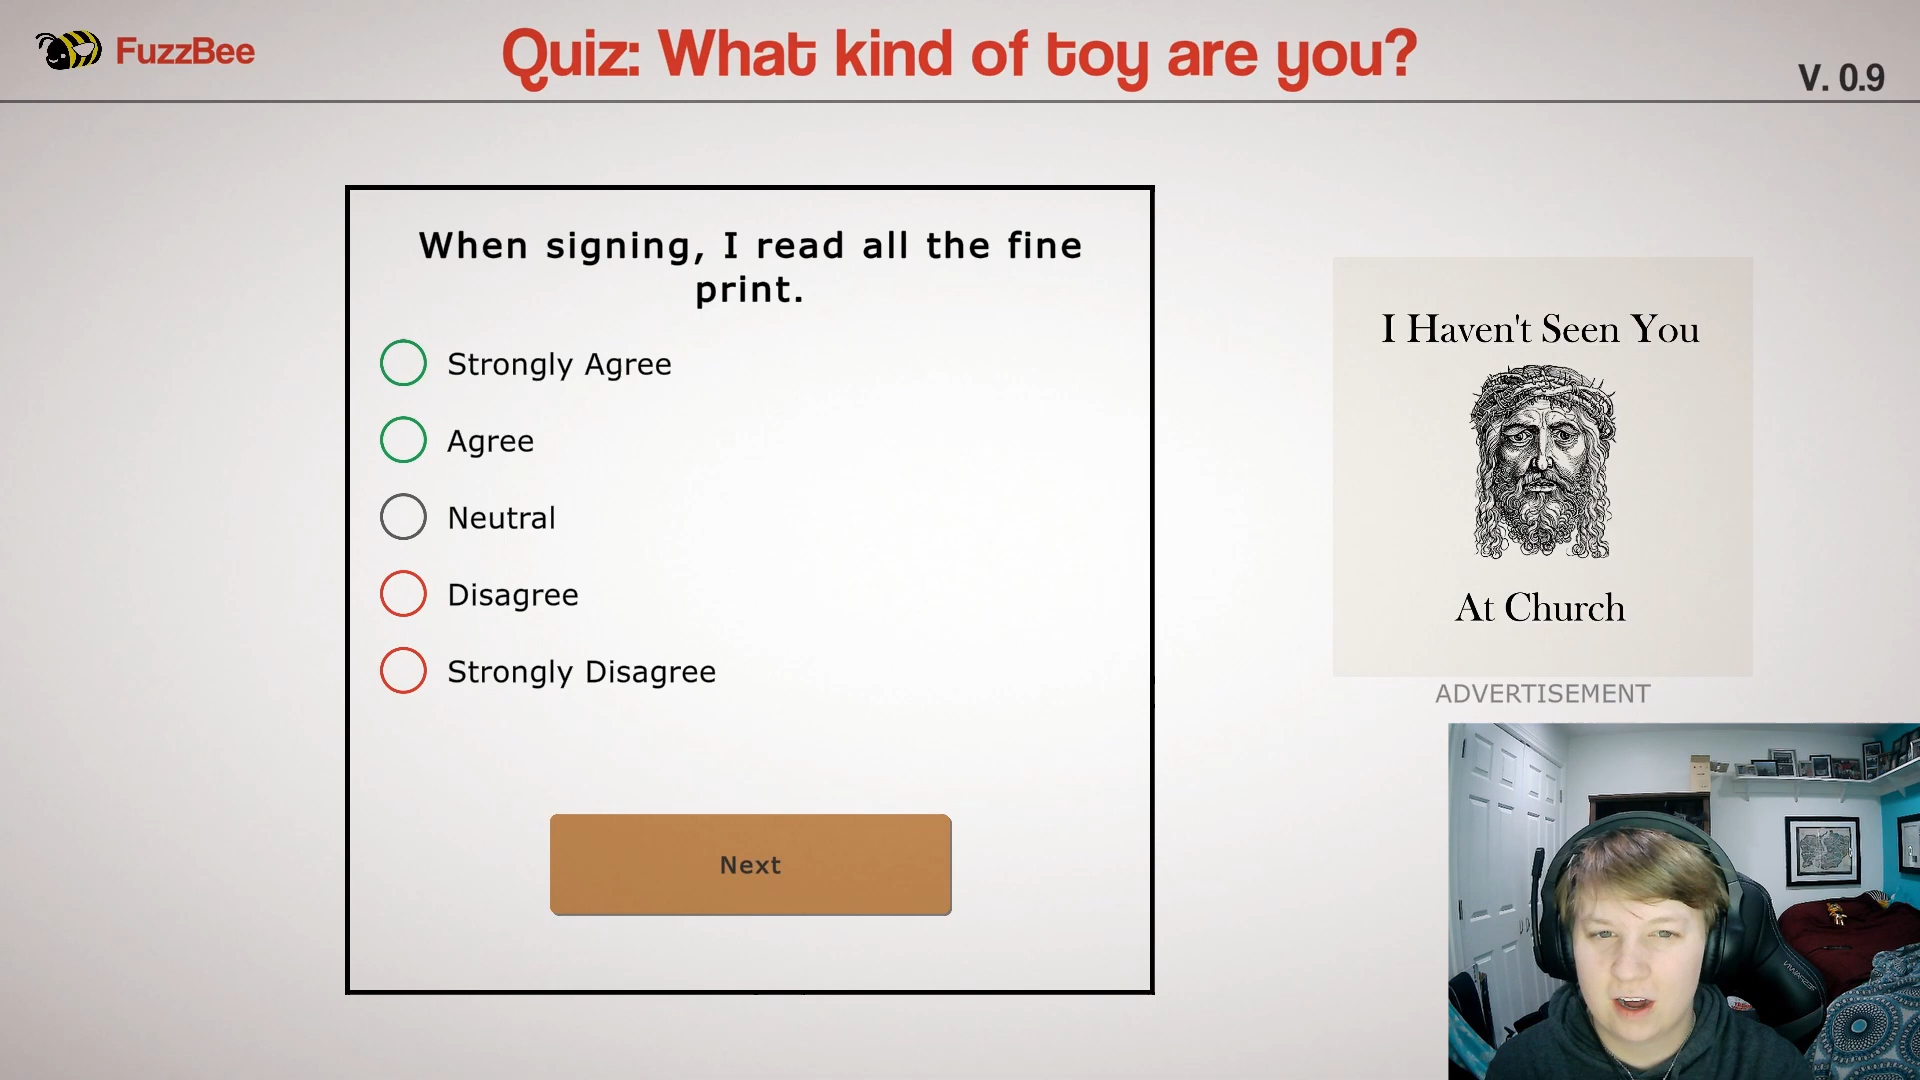 FuzzBee
Quiz: What kind of toy are you?
V. 0.9
When signing, I read all the fine
print.
Strongly Agree
Agree
Neutral
Disagree
Strongly Disagree
Next
I Haven't Seen You
At Church
ADVERTISEMENT